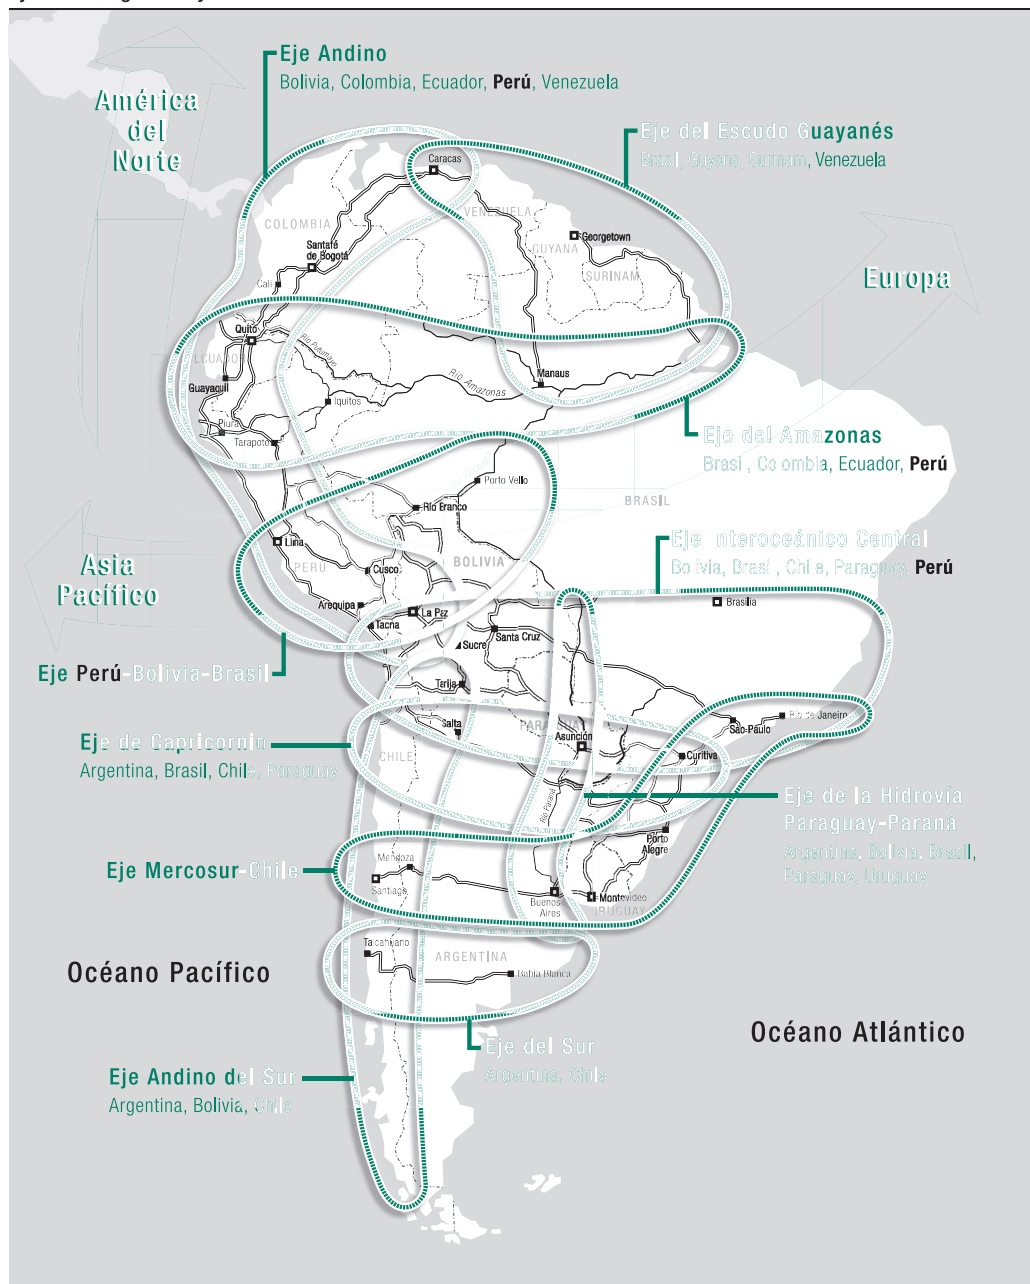 Eje Andino
Bolivia, Colombia, Ecuador, Perú, Venezuela
América
del
Norte
Eje del Escudo Guayanés
Brasil, Guyana, Surinam, Venezuela
Caracas
VENEZUELA
COLOMBIA
Georgetown
GUYANA
Santafé
de Bogotá
SURINAM
Europa
Cali
Quito
Río Putumayo
Manaus
Río Amazonas
Guayaquil
Iquitos
Piura
Tarapoto
Eje del Amazonas
Brasil, Colombia, Ecuador, Perú
Porto Vello
BRASIL
Río Branco
Lima
Eje Interoceánico Central
Bolivia, Brasil, Chile, Paraguay, Perú
BOLIVIA
PERÚ
Cusco
Asia
Pacífico
Arequipa
La Paz
Brasilia
Tacna
Santa Cruz
Sucre
Eje Perú-Bolivia-Brasil
Tarija
Río de Janeiro
Salta
PARAGUAY
Sao-Paulo
Asunción
Eje de Capricornio
Argentina, Brasil, Chile, Paraguay
CHILE
Curitiva
Río Paraná
Eje de la Hidrovía
Paraguay-Paraná
Argentina, Bolivia, Brasil,
Paraguay, Uruguay
Porto
Alegre
Eje Mercosur-Chile
Mendoza
Santiago
Buenos
Aires
Montevideo
URUGUAY
Talcahuano
ARGENTINA
Bahía Blanca
Océano Pacífico
Océano Atlántico
Eje del Sur
Argentina, Chile
Eje Andino del Sur
Argentina, Bolivia, Chile